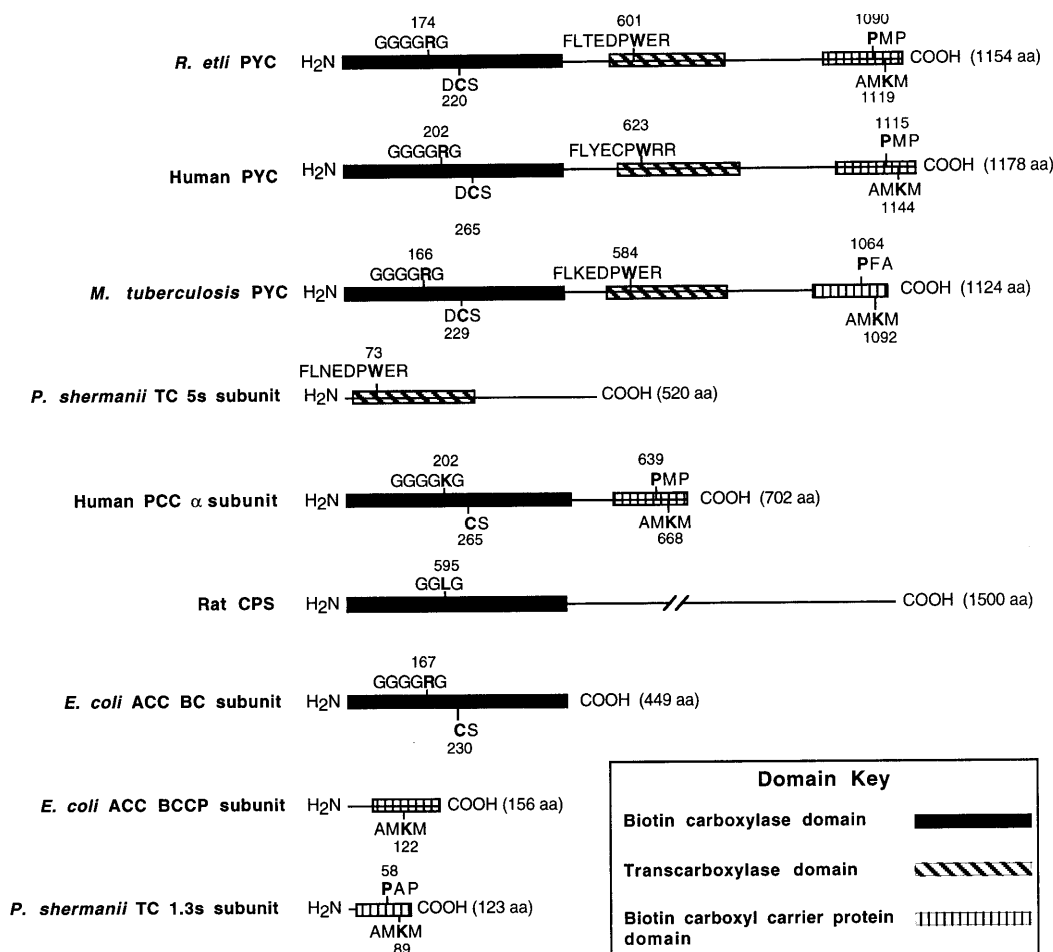 174 601 1090
GGGGRG FLTEDPWER PMP
R. etli PYC H2N COOH (1154 aa)
DCS AMKM
220 1119
202 623 1115
GGGGRG FLYECPWRR PMP
Human PYC H2N COOH (1178 aa)
DCS AMKM
1144
265
166 584 1064
GGGGRG FLKEDPWER PFA
M. tuberculosis PYC H2N COOH (1124 aa)
DCS AMKM
229 1092
73
FLNEDPWER
P. shermanii TC 5s subunit H2N COOH (520 aa)
202 639
GGGGKG PMP
Human PCC α subunit H2N COOH (702 aa)
CS AMKM
265 668
595
GGLG
Rat CPS H2N COOH (1500 aa)
167
GGGGRG
E. coli ACC BC subunit H2N COOH (449 aa)
CS
230
E. coli ACC BCCP subunit H2N COOH (156 aa)
AMKM
122
58
PAP
P. shermanii TC 1.3s subunit H2N COOH (123 aa)
AMKM
89
Domain Key
Biotin carboxylase domain
Transcarboxylase domain
Biotin carboxyl carrier protein
domain